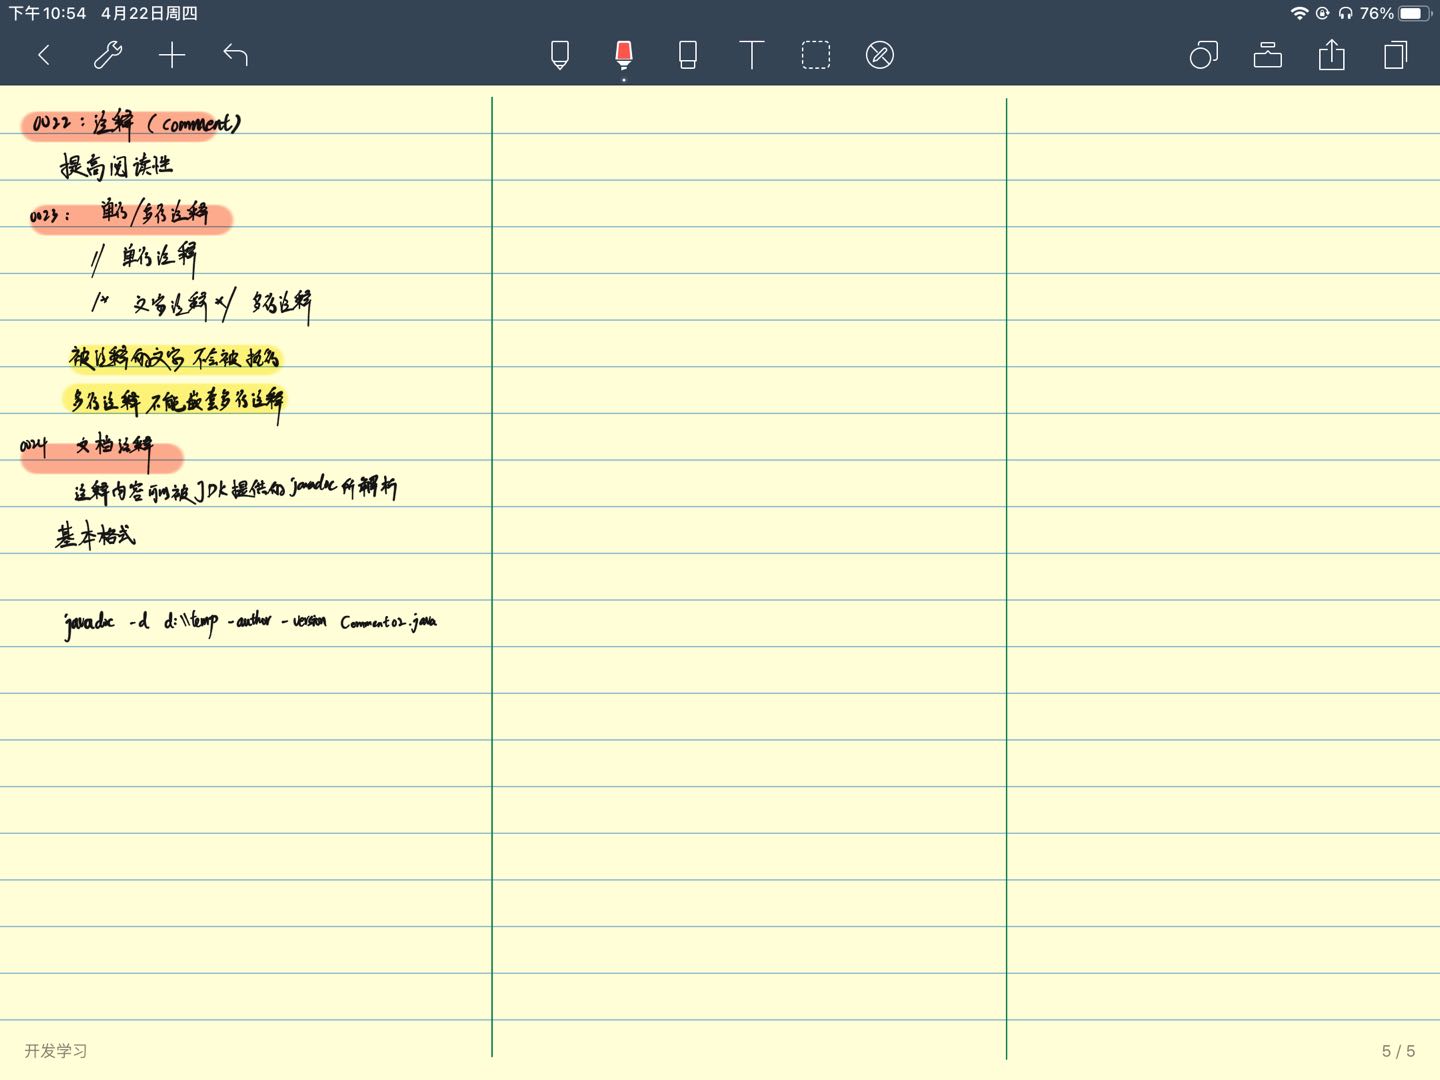 下午10:54 4月22日周四
76%
0022：注释（comment）
提高阅读性
0023： 单行/多行注释
// 单行注释
/* 文字注释 */ 多行注释
被注释的文字 不会被 执行
多行注释 不能嵌套多行注释
0024 文档注释
注释内容可以被JDK提供的javadoc所解析
基本格式
javadoc -d d:\\temp -author -version Comment02.java
开发学习
5 / 5